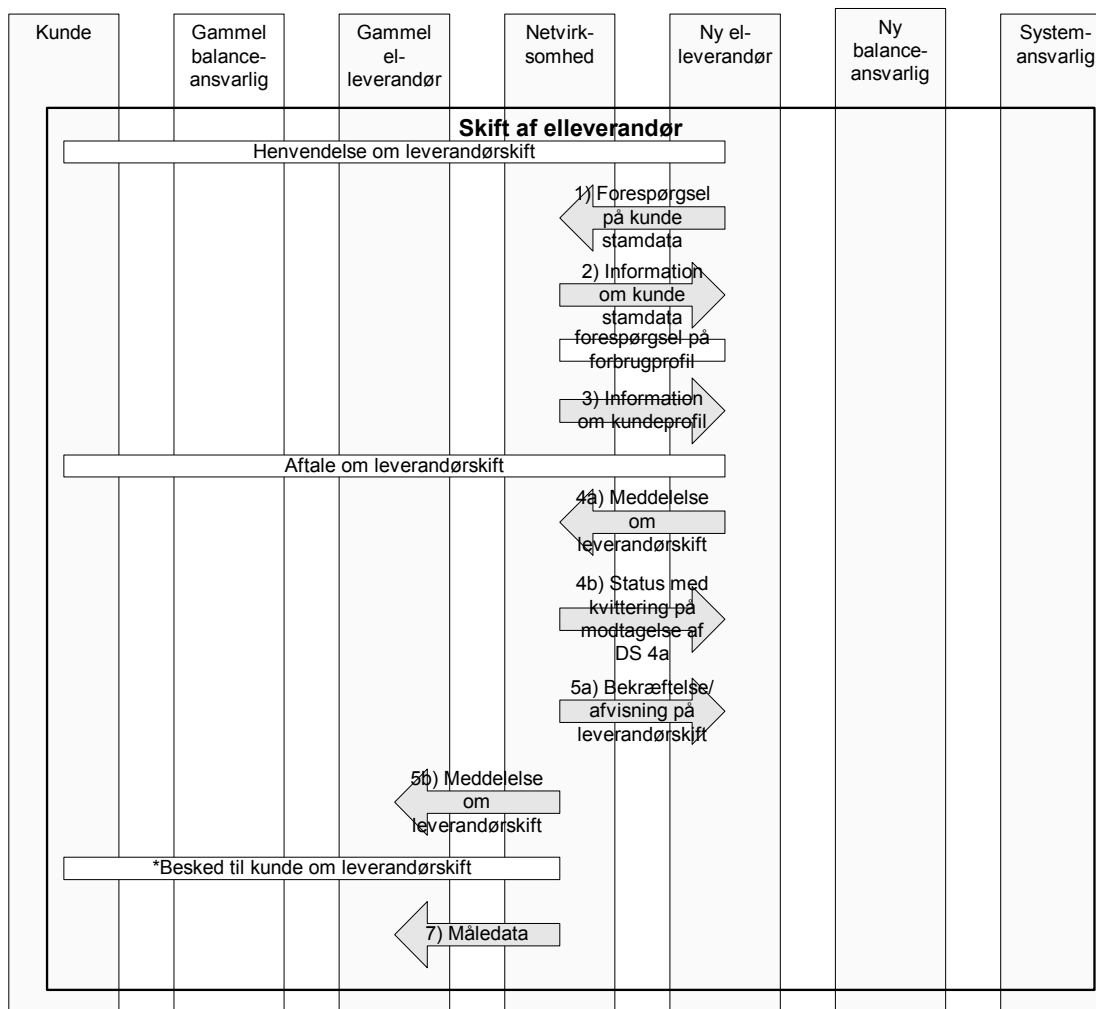 Kunde
Gammel
balance-
ansvarlig
Gammel
el-
leverandør
Netvirk-
somhed
Ny el-
leverandør
Ny
balance-
ansvarlig
System-
ansvarlig
Skift af elleverandør
Henvendelse om leverandørskift
1) Forespørgsel
på kunde
stamdata
2) Information
om kunde
stamdata
forespørgsel på
forbrugprofil
3) Information
om kundeprofil
Aftale om leverandørskift
4a) Meddelelse
om
leverandørskift
4b) Status med
kvittering på
modtagelse af
DS 4a
5a) Bekræftelse/
afvisning på
leverandørskift
5b) Meddelelse
om
leverandørskift
*Besked til kunde om leverandørskift
7) Måledata